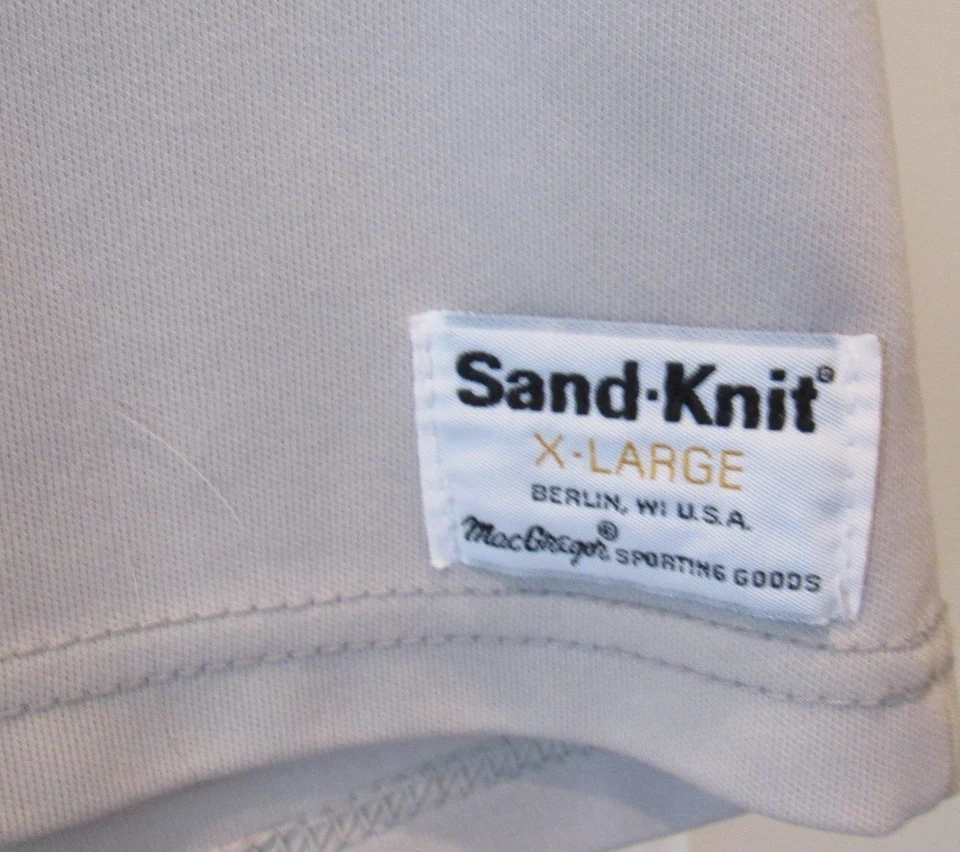 Sand·Knit®
X-LARGE
BERLIN, WI U.S.A.
MacGregor® SPORTING GOODS